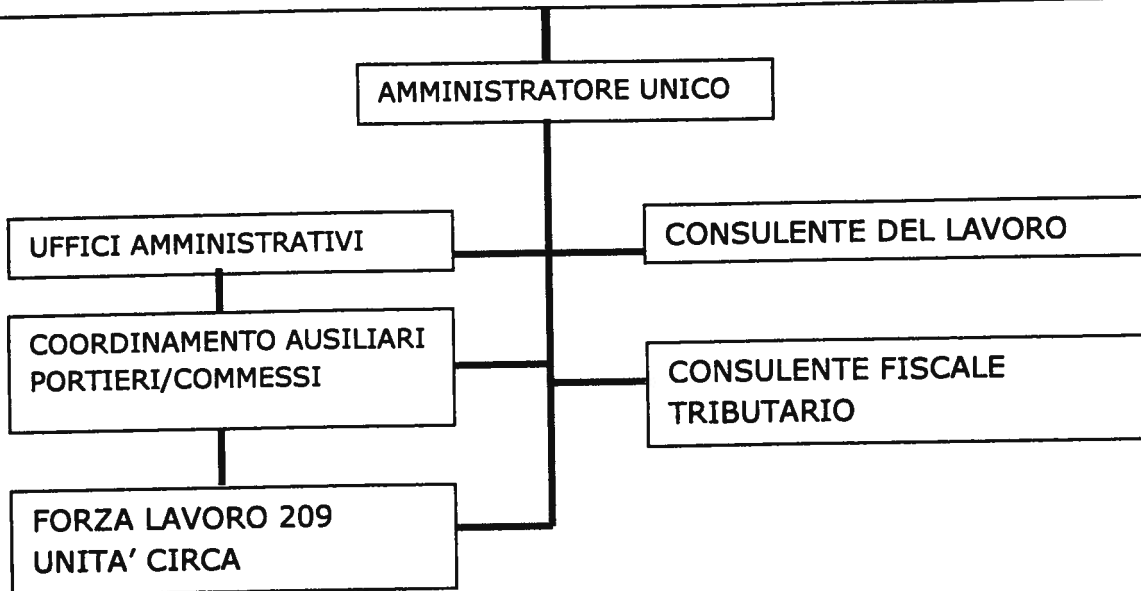 AMMINISTRATORE UNICO
UFFICI AMMINISTRATIVI
CONSULENTE DEL LAVORO
COORDINAMENTO AUSILIARI
PORTIERI/COMMESSI
CONSULENTE FISCALE
TRIBUTARIO
FORZA LAVORO 209
UNITA' CIRCA